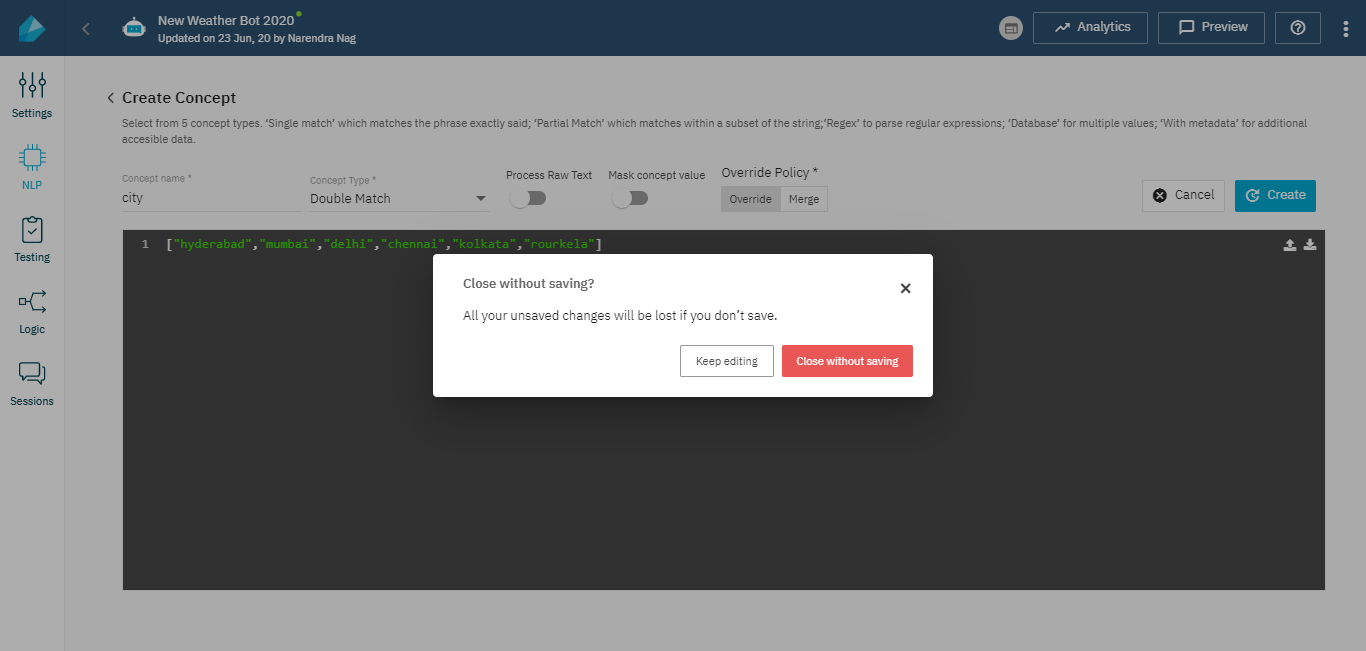 New Weather Bot 2020
Updated on 23 Jun, 20 by Narendra Nag
Analytics
Preview
Settings
NLP
Testing
Logic
Sessions
Create Concept
Select from 5 concept types. ‘Single match’ which matches the phrase exactly said; ‘Partial Match’ which matches within a subset of the string;‘Regex’ to parse regular expressions; ‘Database’ for multiple values; ‘With metadata’ for additional
accesible data.
Concept name *
city
Concept Type *
Double Match
Process Raw Text
Mask concept value
Override Policy *
Override
Merge
Cancel
Create
1 ["hyderabad","mumbai","delhi","chennai","kolkata","rourkela"]
Close without saving?
All your unsaved changes will be lost if you don’t save.
Keep editing
Close without saving